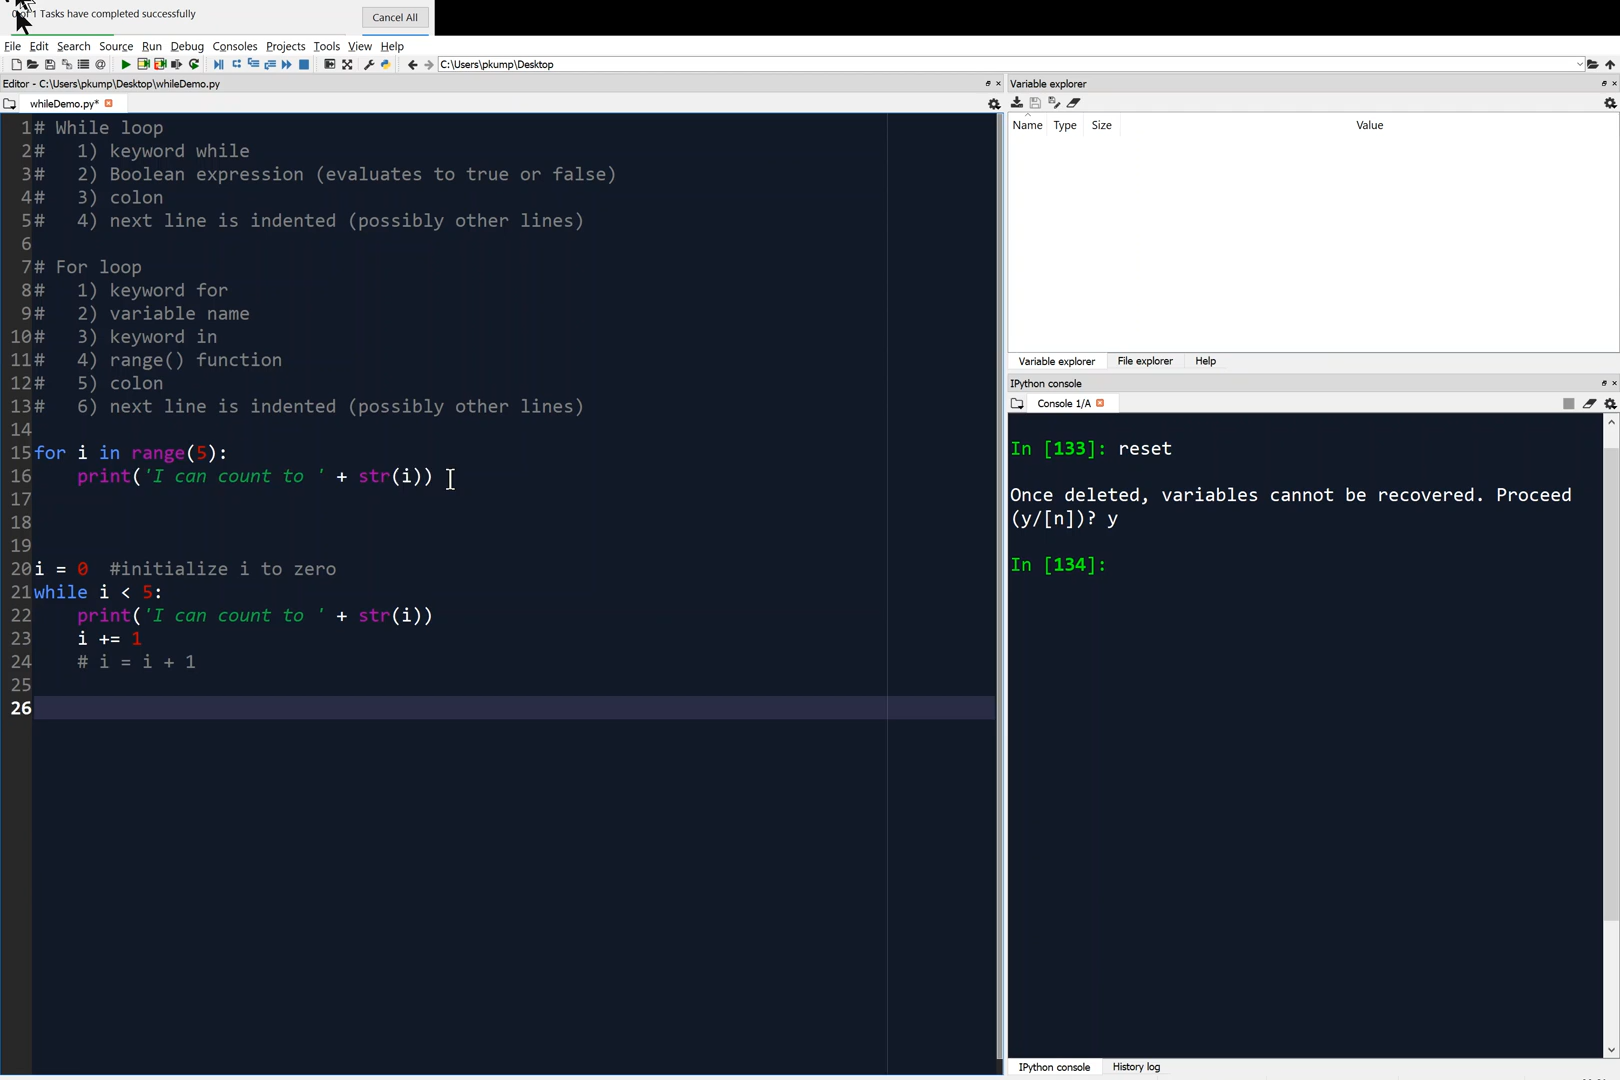 0 of 1 Tasks have completed successfully
Cancel All
File Edit Search Source Run Debug Consoles Projects Tools View Help
C:\Users\pkump\Desktop
Editor - C:\Users\pkump\Desktop\whileDemo.py
whileDemo.py*
1# While loop
2#   1) keyword while
3#   2) Boolean expression (evaluates to true or false)
4#   3) colon
5#   4) next line is indented (possibly other lines)
6
7# For loop
8#   1) keyword for
9#   2) variable name
10#   3) keyword in
11#   4) range() function
12#   5) colon
13#   6) next line is indented (possibly other lines)
14
15for i in range(5):
16    print('I can count to ' + str(i))
17
18
19
20i = 0  #initialize i to zero
21while i < 5:
22    print('I can count to ' + str(i))
23    i += 1
24    # i = i + 1
25
26
Variable explorer
Name Type Size Value
Variable explorer File explorer Help
IPython console
Console 1/A
In [133]: reset
Once deleted, variables cannot be recovered. Proceed
(y/[n])? y
In [134]:
IPython console History log